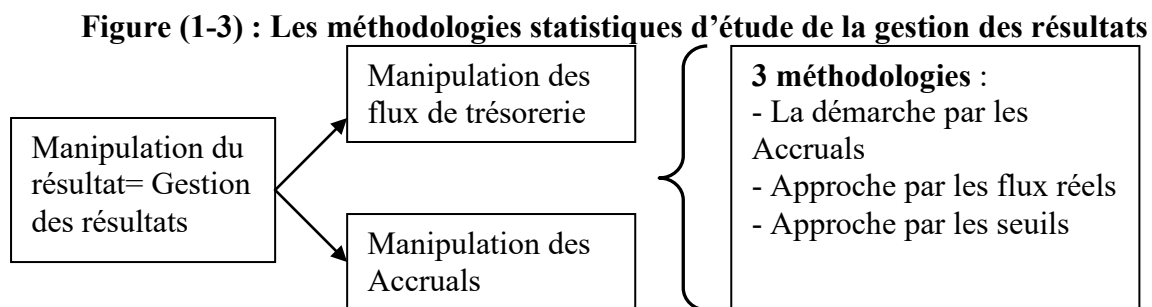 Figure (1-3) : Les méthodologies statistiques d’étude de la gestion des résultats
Manipulation du
résultat= Gestion
des résultats
Manipulation des
flux de trésorerie
Manipulation des
Accruals
3 méthodologies :
- La démarche par les
Accruals
- Approche par les flux réels
- Approche par les seuils